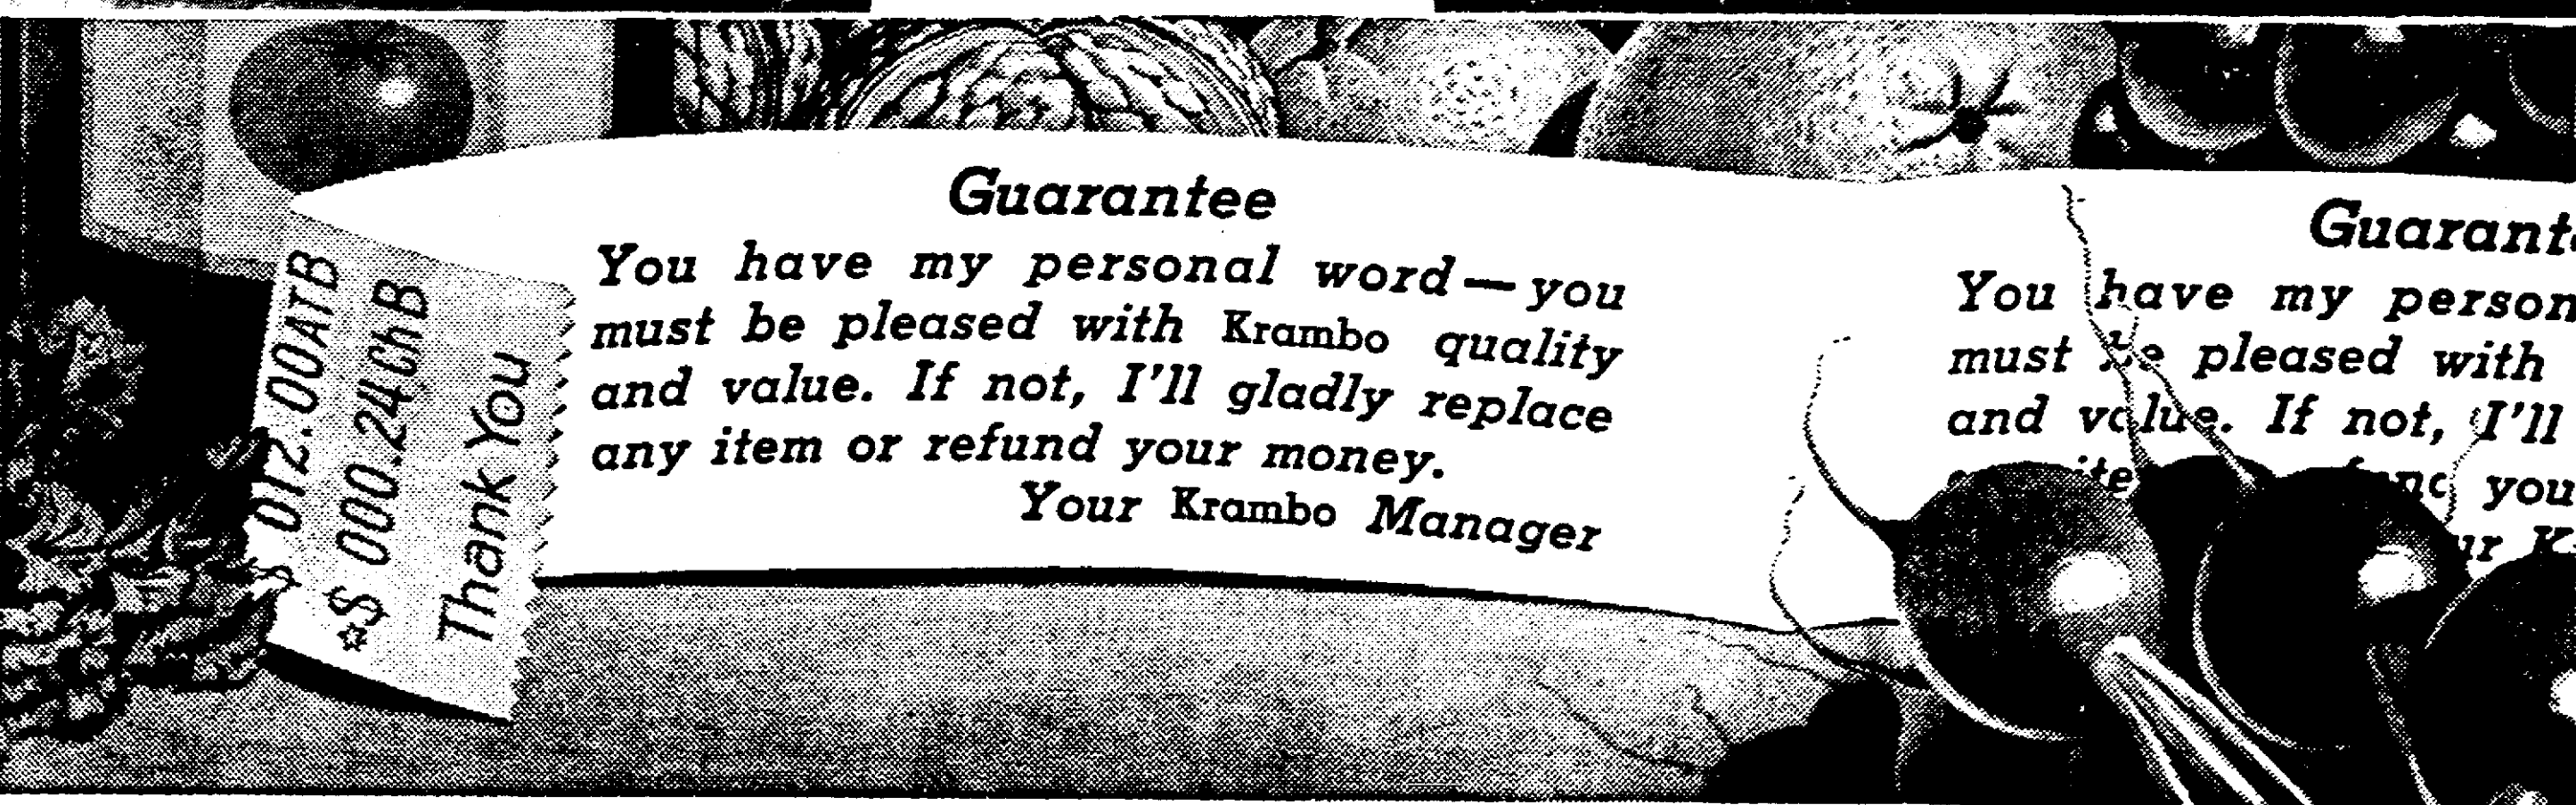 $ 012.00ATB
*$ 000.24ChB
Thank You
Guarantee
You have my personal word—you
must be pleased with Krambo quality
and value. If not, I'll gladly replace
any item or refund your money.
Your Krambo Manager
Guarant
You have my person
must be pleased with
and value. If not, I'll
you